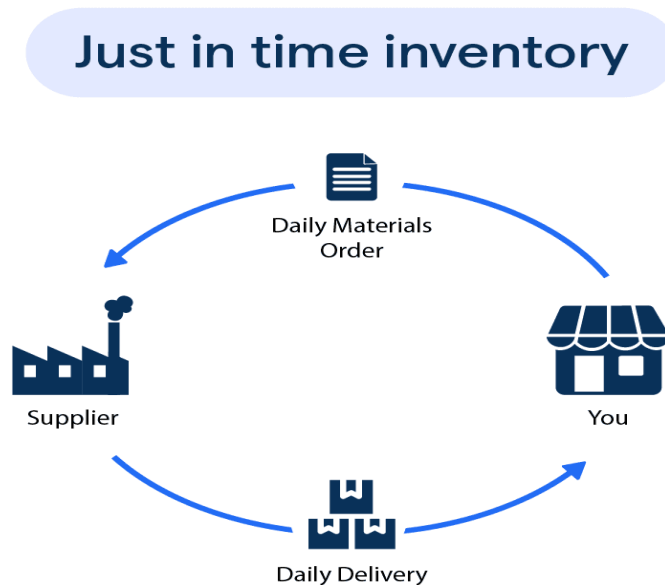 Just in time inventory
Daily Materials
Order
Supplier
You
Daily Delivery